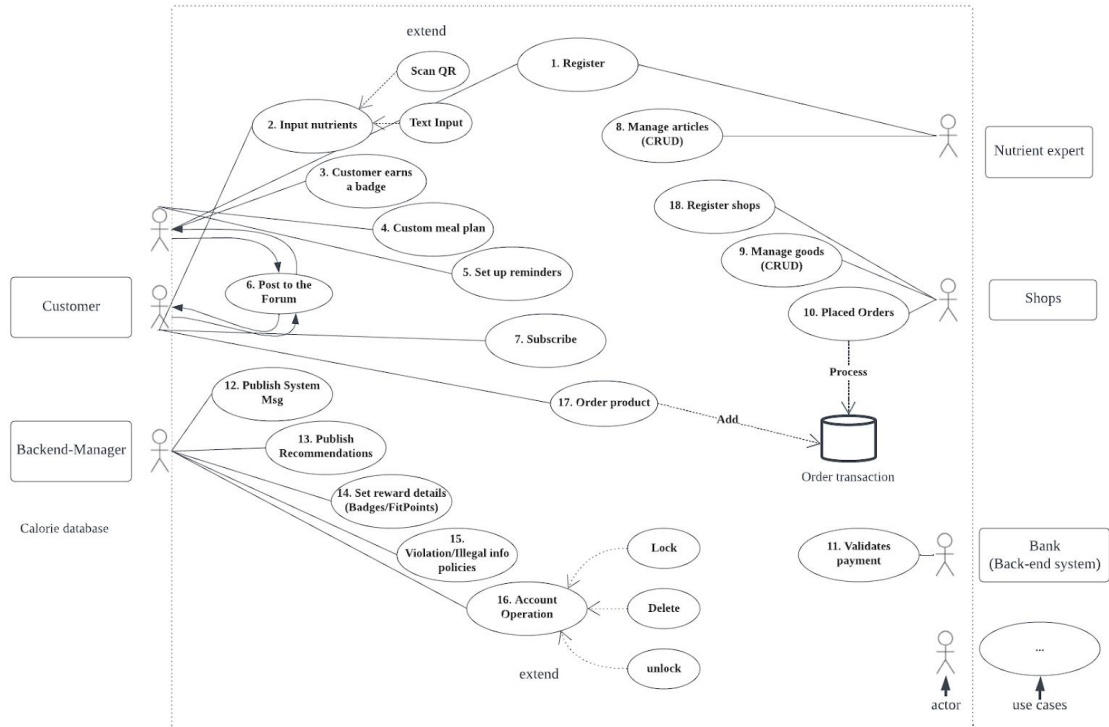 extend
Scan QR
1. Register
2. Input nutrients
Text Input
8. Manage articles
(CRUD)
Nutrient expert
3. Customer earns
a badge
18. Register shops
4. Custom meal plan
9. Manage goods
(CRUD)
5. Set up reminders
6. Post to the
Forum
Customer
Shops
10. Placed Orders
7. Subscribe
Process
12. Publish System
Msg
17. Order product
Add
13. Publish
Recommendations
Backend-Manager
Order transaction
14. Set reward details
(Badges/FitPoints)
Calorie database
15.
Violation/Illegal info
policies
Lock
11. Validates
payment
Bank
(Back-end system)
16. Account
Operation
Delete
unlock
extend
...
actor
use cases